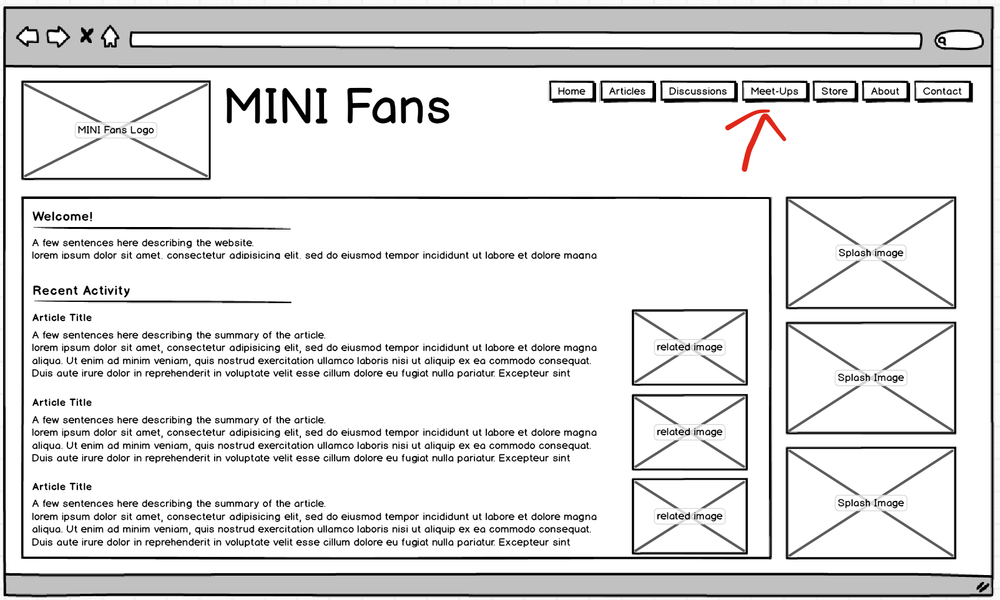 MINI Fans Logo
MINI Fans
Home
Articles
Discussions
Meet-Ups
Store
About
Contact
Welcome!
A few sentences here describing the website.
lorem ipsum dolor sit amet, consectetur adipisicing elit, sed do eiusmod tempor incididunt ut labore et dolore magna
Recent Activity
Article Title
A few sentences here describing the summary of the article.
lorem ipsum dolor sit amet, consectetur adipisicing elit, sed do eiusmod tempor incididunt ut labore et dolore magna
aliqua. Ut enim ad minim veniam, quis nostrud exercitation ullamco laboris nisi ut aliquip ex ea commodo consequat.
Duis aute irure dolor in reprehenderit in voluptate velit esse cillum dolore eu fugiat nulla pariatur. Excepteur sint
related image
Article Title
A few sentences here describing the summary of the article.
lorem ipsum dolor sit amet, consectetur adipisicing elit, sed do eiusmod tempor incididunt ut labore et dolore magna
aliqua. Ut enim ad minim veniam, quis nostrud exercitation ullamco laboris nisi ut aliquip ex ea commodo consequat.
Duis aute irure dolor in reprehenderit in voluptate velit esse cillum dolore eu fugiat nulla pariatur. Excepteur sint
related image
Article Title
A few sentences here describing the summary of the article.
lorem ipsum dolor sit amet, consectetur adipisicing elit, sed do eiusmod tempor incididunt ut labore et dolore magna
aliqua. Ut enim ad minim veniam, quis nostrud exercitation ullamco laboris nisi ut aliquip ex ea commodo consequat.
Duis aute irure dolor in reprehenderit in voluptate velit esse cillum dolore eu fugiat nulla pariatur. Excepteur sint
related image
Splash image
Splash Image
Splash Image